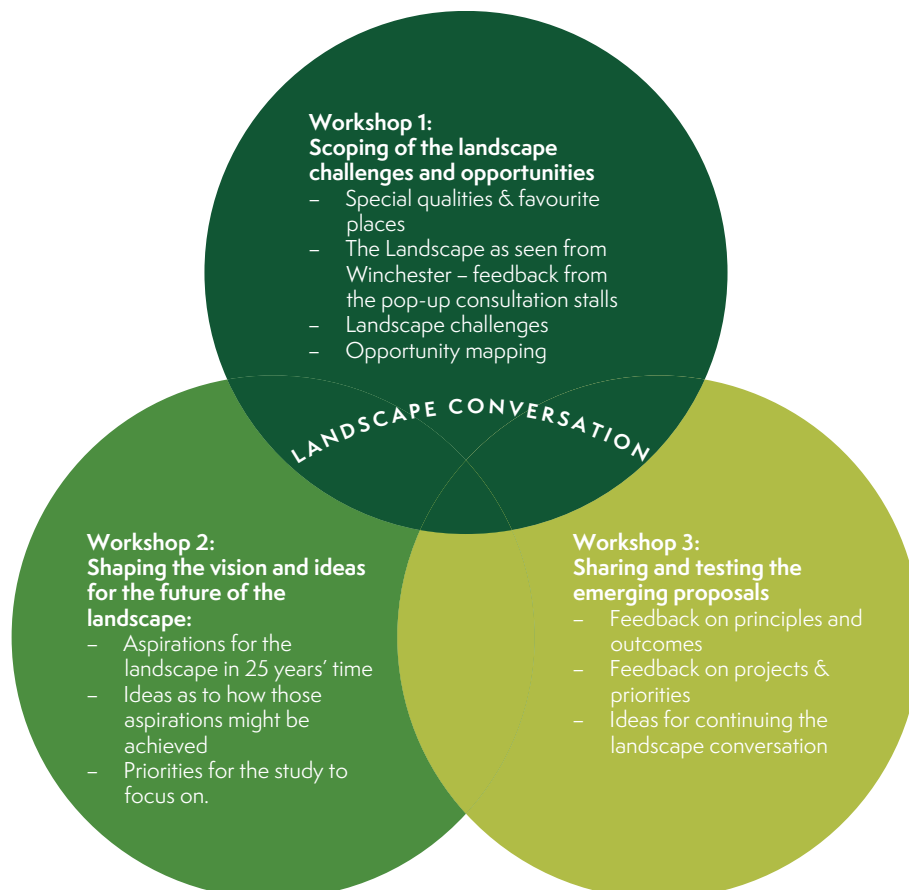 Workshop 1:
Scoping of the landscape
challenges and opportunities
– Special qualities & favourite
places
– The Landscape as seen from
Winchester – feedback from
the pop-up consultation stalls
– Landscape challenges
– Opportunity mapping
LANDSCAPE CONVERSATION
Workshop 2:
Shaping the vision and ideas
for the future of the
landscape:
– Aspirations for the
landscape in 25 years’ time
– Ideas as to how those
aspirations might be
achieved
– Priorities for the study to
focus on.
Workshop 3:
Sharing and testing the
emerging proposals
– Feedback on principles and
outcomes
– Feedback on projects &
priorities
– Ideas for continuing the
landscape conversation